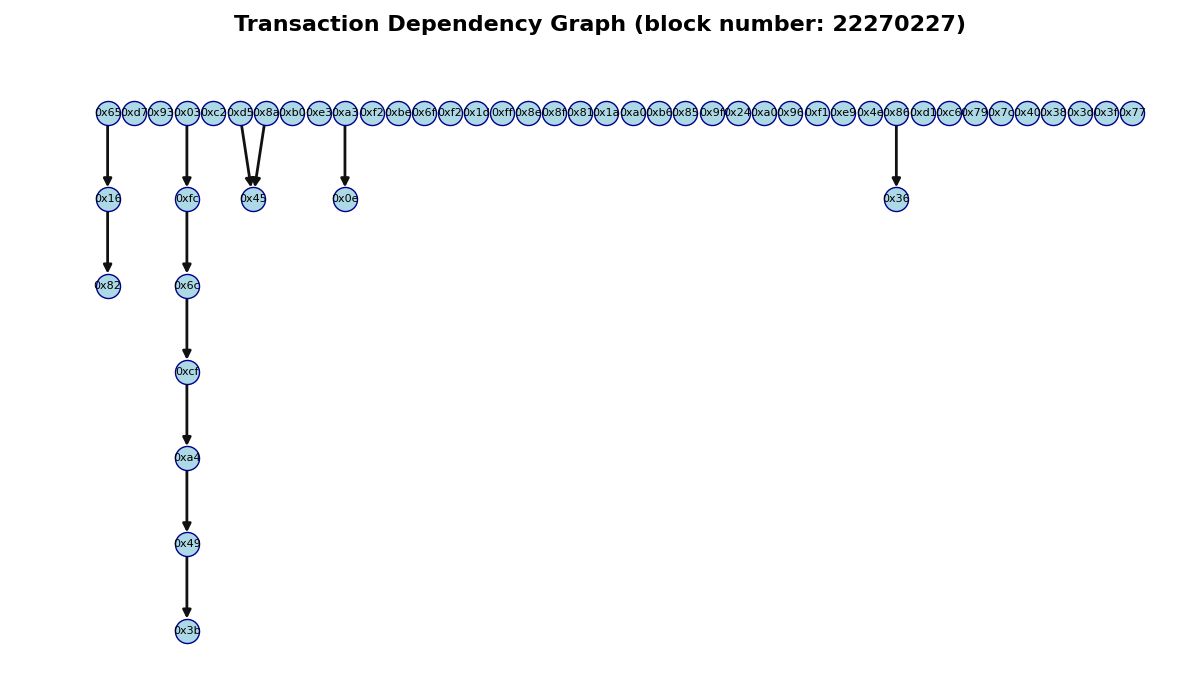 Transaction Dependency Graph (block number: 22270227)
0x65 0xd7 0x93 0x03 0xc2 0xd5 0x8a 0xb0 0xe3 0xa3 0xf2 0xbe 0x6f 0xf2 0x1d 0xff 0x8e 0x8f 0x81 0x1a 0xa0 0xb6 0x85 0x9f 0x24 0xa0 0x96 0xf1 0xe9 0x4e 0x86 0xd1 0xc6 0x79 0x7c 0x40 0x38 0x3d 0x3f 0x77
0x16 0xfc 0x45 0x0e 0x36
0x82 0x6c
0xcf
0xa4
0x49
0x3b